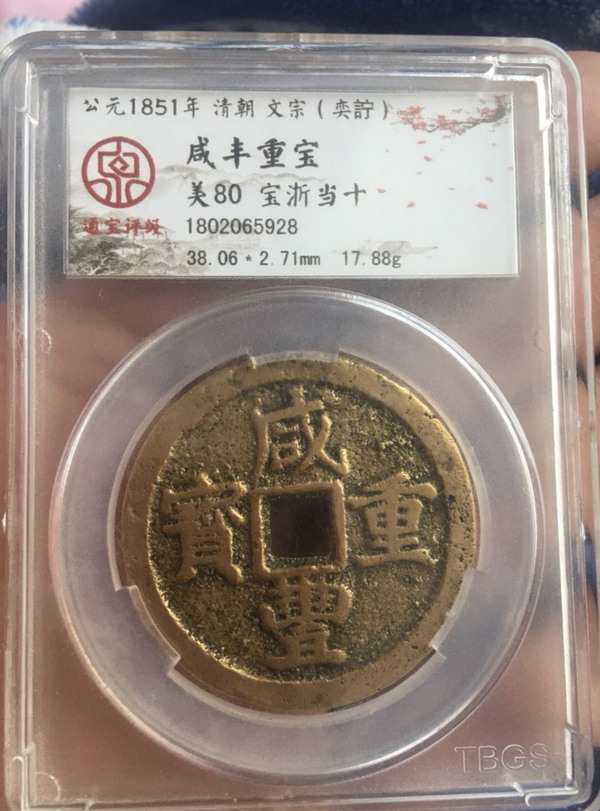 公元1851年 清朝 文宗（奕詝）
咸丰重宝
美80 宝浙当十
通宝评级
1802065928
38.06*2.71mm 17.88g
咸
寶 重
豐
TBGS